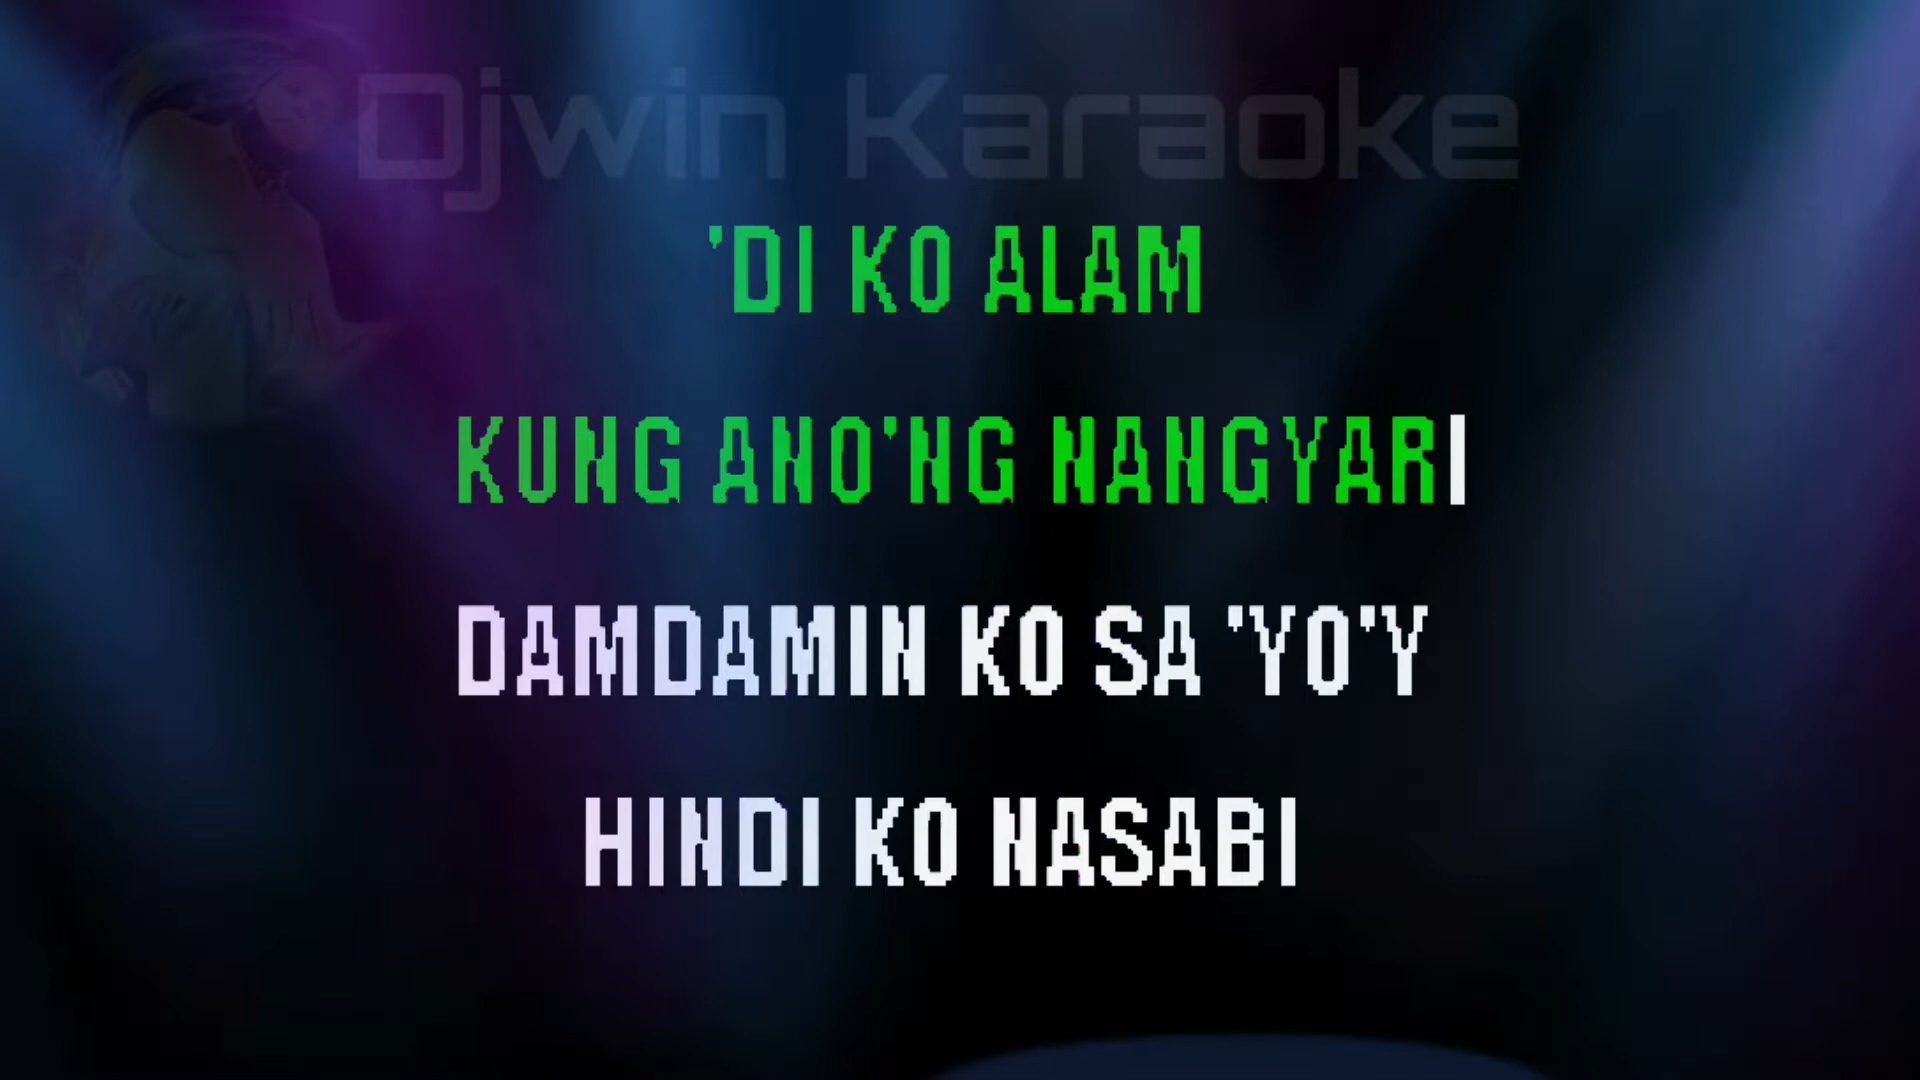 Djwin Karaoke
'DI KO ALAM
KUNG ANO'NG NANGYARI
DAMDAMIN KO SA 'YO'Y
HINDI KO NASABI